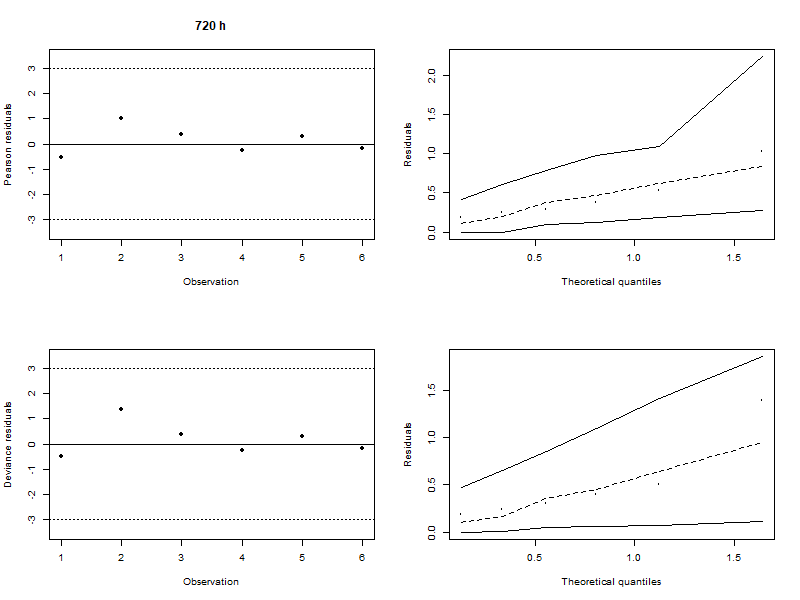 720 h
Pearson residuals
3
2
1
0
-1
-2
-3
1 2 3 4 5 6
Observation
Residuals
2.0
1.5
1.0
0.5
0.0
0.5 1.0 1.5
Theoretical quantiles
Deviance residuals
3
2
1
0
-1
-2
-3
1 2 3 4 5 6
Observation
Residuals
1.5
1.0
0.5
0.0
0.5 1.0 1.5
Theoretical quantiles